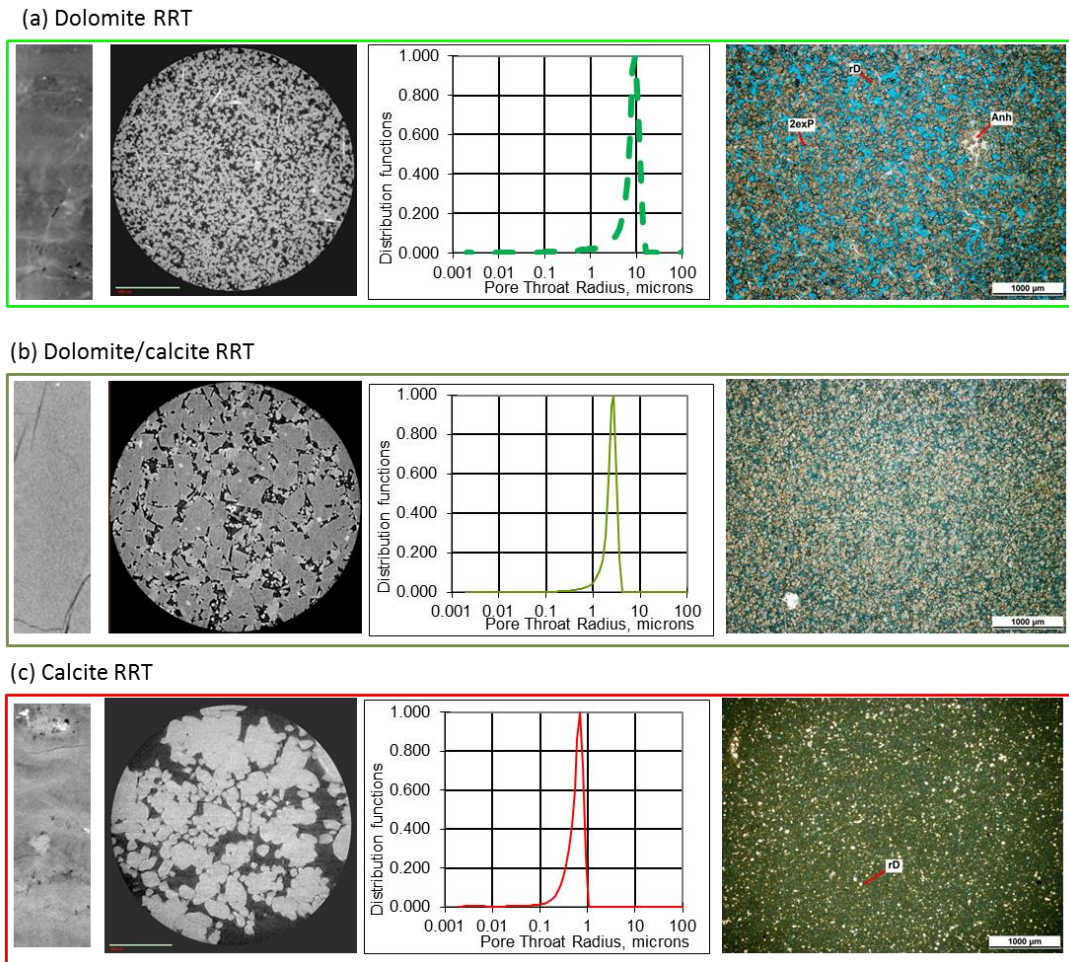 (a) Dolomite RRT
Distribution functions
1.000
0.800
0.600
0.400
0.200
0.000
0.001 0.01 0.1 1 10 100
Pore Throat Radius, microns
rD
2exP
Anh
1000 µm
(b) Dolomite/calcite RRT
Distribution functions
1.000
0.800
0.600
0.400
0.200
0.000
0.001 0.01 0.1 1 10 100
Pore Throat Radius, microns
1000 µm
(c) Calcite RRT
Distribution functions
1.000
0.800
0.600
0.400
0.200
0.000
0.001 0.01 0.1 1 10 100
Pore Throat Radius, microns
rD
1000 µm